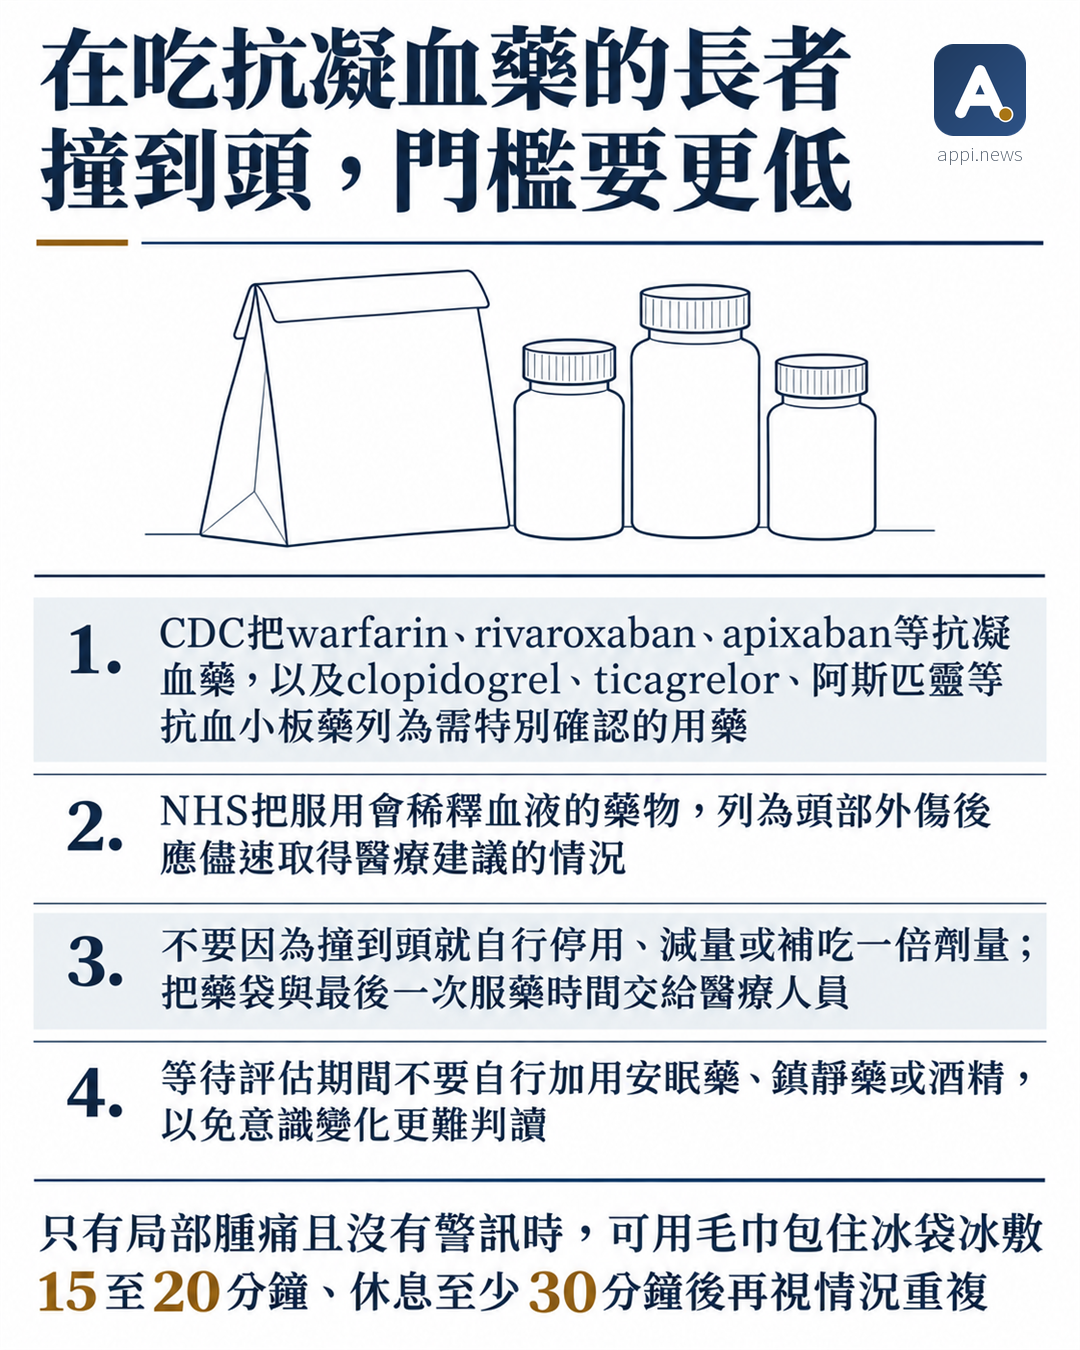 在吃抗凝血藥的長者
撞到頭，門檻要更低
A.
appi.news
1.
CDC把warfarin、rivaroxaban、apixaban等抗凝
血藥，以及clopidogrel、ticagrelor、阿斯匹靈等
抗血小板藥列為需特別確認的用藥
2.
NHS把服用會稀釋血液的藥物，列為頭部外傷後
應儘速取得醫療建議的情況
3.
不要因為撞到頭就自行停用、減量或補吃一倍劑量；
把藥袋與最後一次服藥時間交給醫療人員
4.
等待評估期間不要自行加用安眠藥、鎮靜藥或酒精，
以免意識變化更難判讀
只有局部腫痛且沒有警訊時，可用毛巾包住冰袋冰敷
15至20分鐘、休息至少30分鐘後再視情況重複